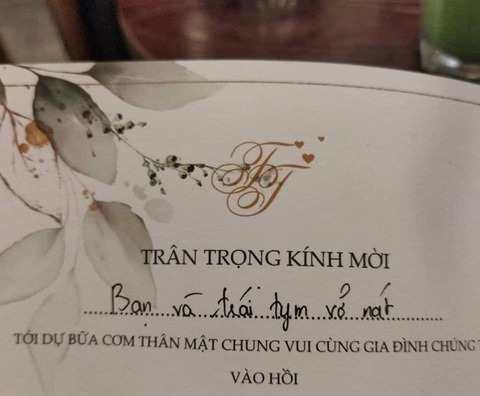 TRÂN TRỌNG KÍNH MỜI
Bạn và trái tym vỡ nát
TỚI DỰ BỮA CƠM THÂN MẬT CHUNG VUI CÙNG GIA ĐÌNH CHÚNG
VÀO HỒI